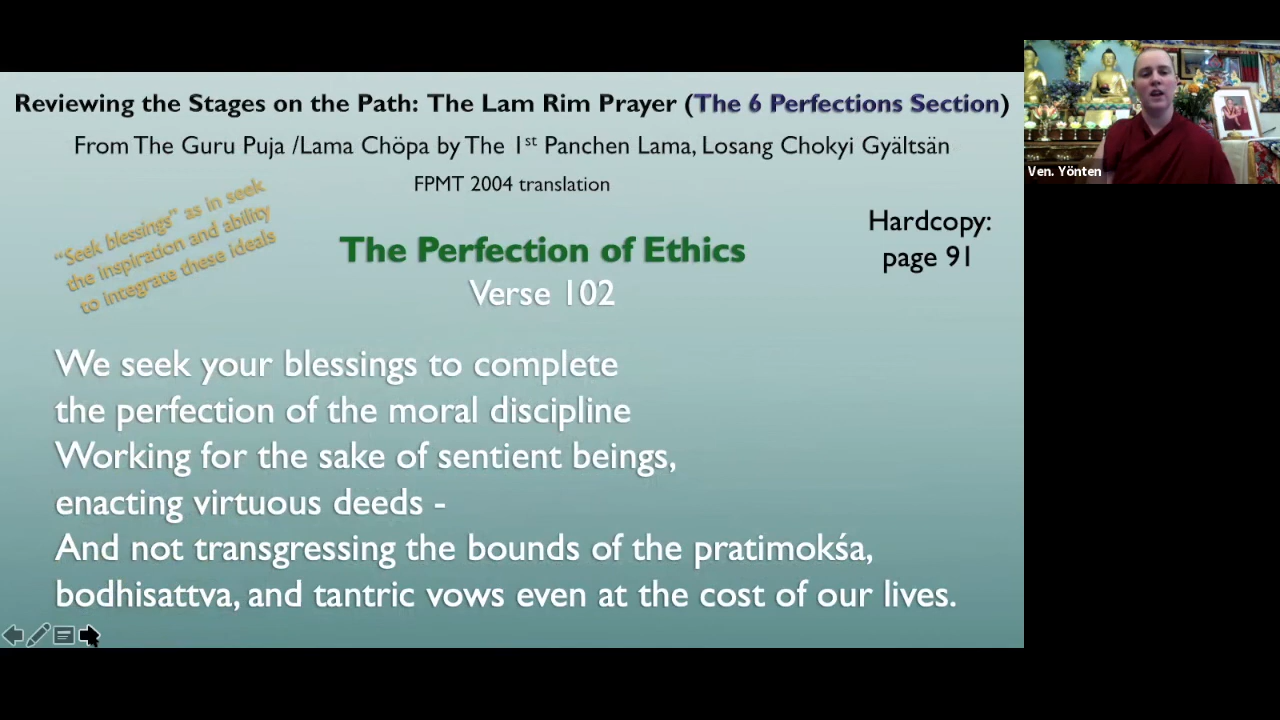 Reviewing the Stages on the Path: The Lam Rim Prayer (The 6 Perfections Section)
From The Guru Puja /Lama Chöpa by The 1st Panchen Lama, Losang Chokyi Gyältsän
FPMT 2004 translation
"Seek blessings" as in seek
the inspiration and ability
to integrate these ideals
The Perfection of Ethics
Verse 102
Hardcopy:
page 91
We seek your blessings to complete
the perfection of the moral discipline
Working for the sake of sentient beings,
enacting virtuous deeds -
And not transgressing the bounds of the pratimokśa,
bodhisattva, and tantric vows even at the cost of our lives.
Ven. Yönten